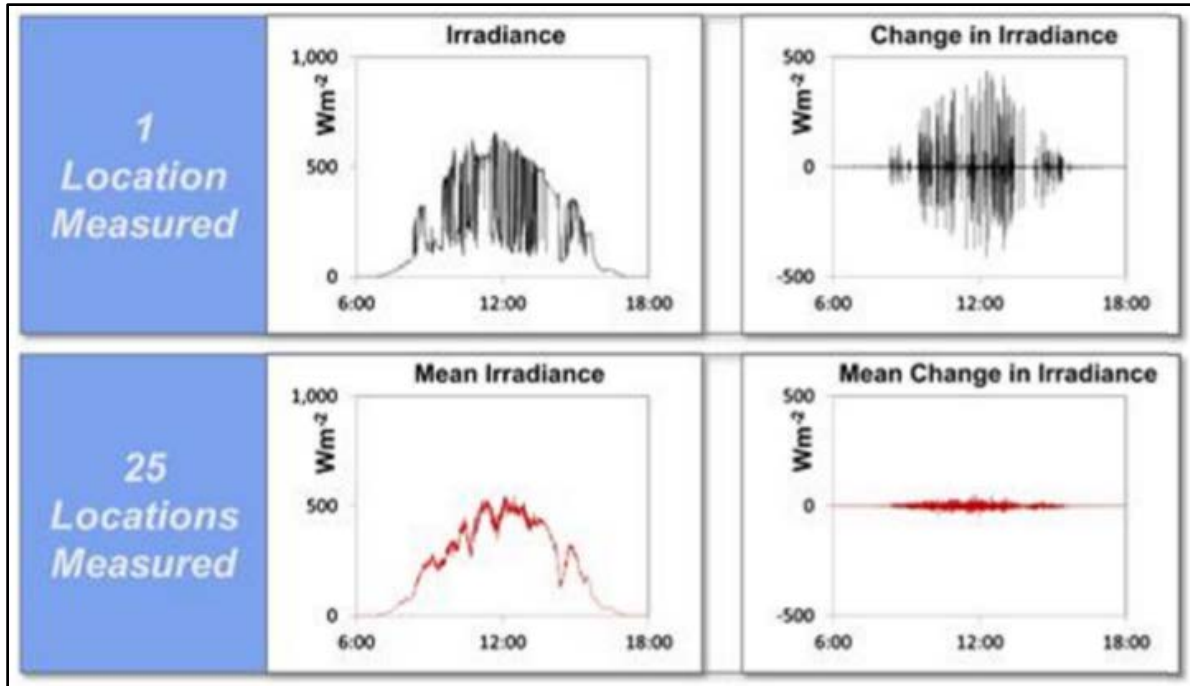 1
Location
Measured
Irradiance
1,000
500
0
Wm⁻²
6:00 12:00 18:00
Change in Irradiance
500
0
-500
Wm⁻²
6:00 12:00 18:00
25
Locations
Measured
Mean Irradiance
1,000
500
0
Wm⁻²
6:00 12:00 18:00
Mean Change in Irradiance
500
0
-500
Wm⁻²
6:00 12:00 18:00